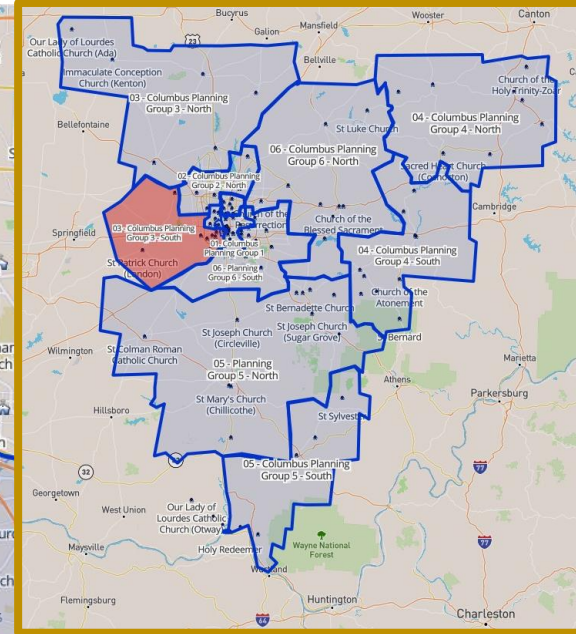 Bucyrus
Wooster
Canton
Galion
Mansfield
Our Lady of Lourdes
Catholic Church (Ada)
23
Bellville
Immaculate Conception
Church (Kenton)
Church of the
Holy Trinity-Zoar
03 - Columbus Planning
Group 3 - North
04 - Columbus Planning
Group 4 - North
Bellefontaine
St Luke Church
06 - Columbus Planning
Group 6 - North
Sacred Heart Church
(Coshocton)
02 - Columbus Planning
Group 2 - North
Cambridge
Church of the
Resurrection
Church of the
Blessed Sacrament
Springfield
03 - Columbus Planning
Group 3 - South
01 - Columbus
Planning Group 1
04 - Columbus Planning
Group 4 - South
St Patrick Church
(London)
06 - Planning
Group 6 - South
Church of the
Atonement
St Bernadette Church
St Joseph Church
(Circleville)
St Joseph Church
(Sugar Grove)
St Bernard
Wilmington
St Colman Roman
Catholic Church
05 - Planning
Group 5 - North
Marietta
Athens
St Mary's Church
(Chillicothe)
Parkersburg
Hillsboro
St Sylvester
32
05 - Columbus Planning
Group 5 - South
77
Georgetown
West Union
Our Lady of
Lourdes Catholic
Church (Otway)
Maysville
Holy Redeemer
Wayne National
Forest
77
Flemingsburg
Huntington
64
Charleston